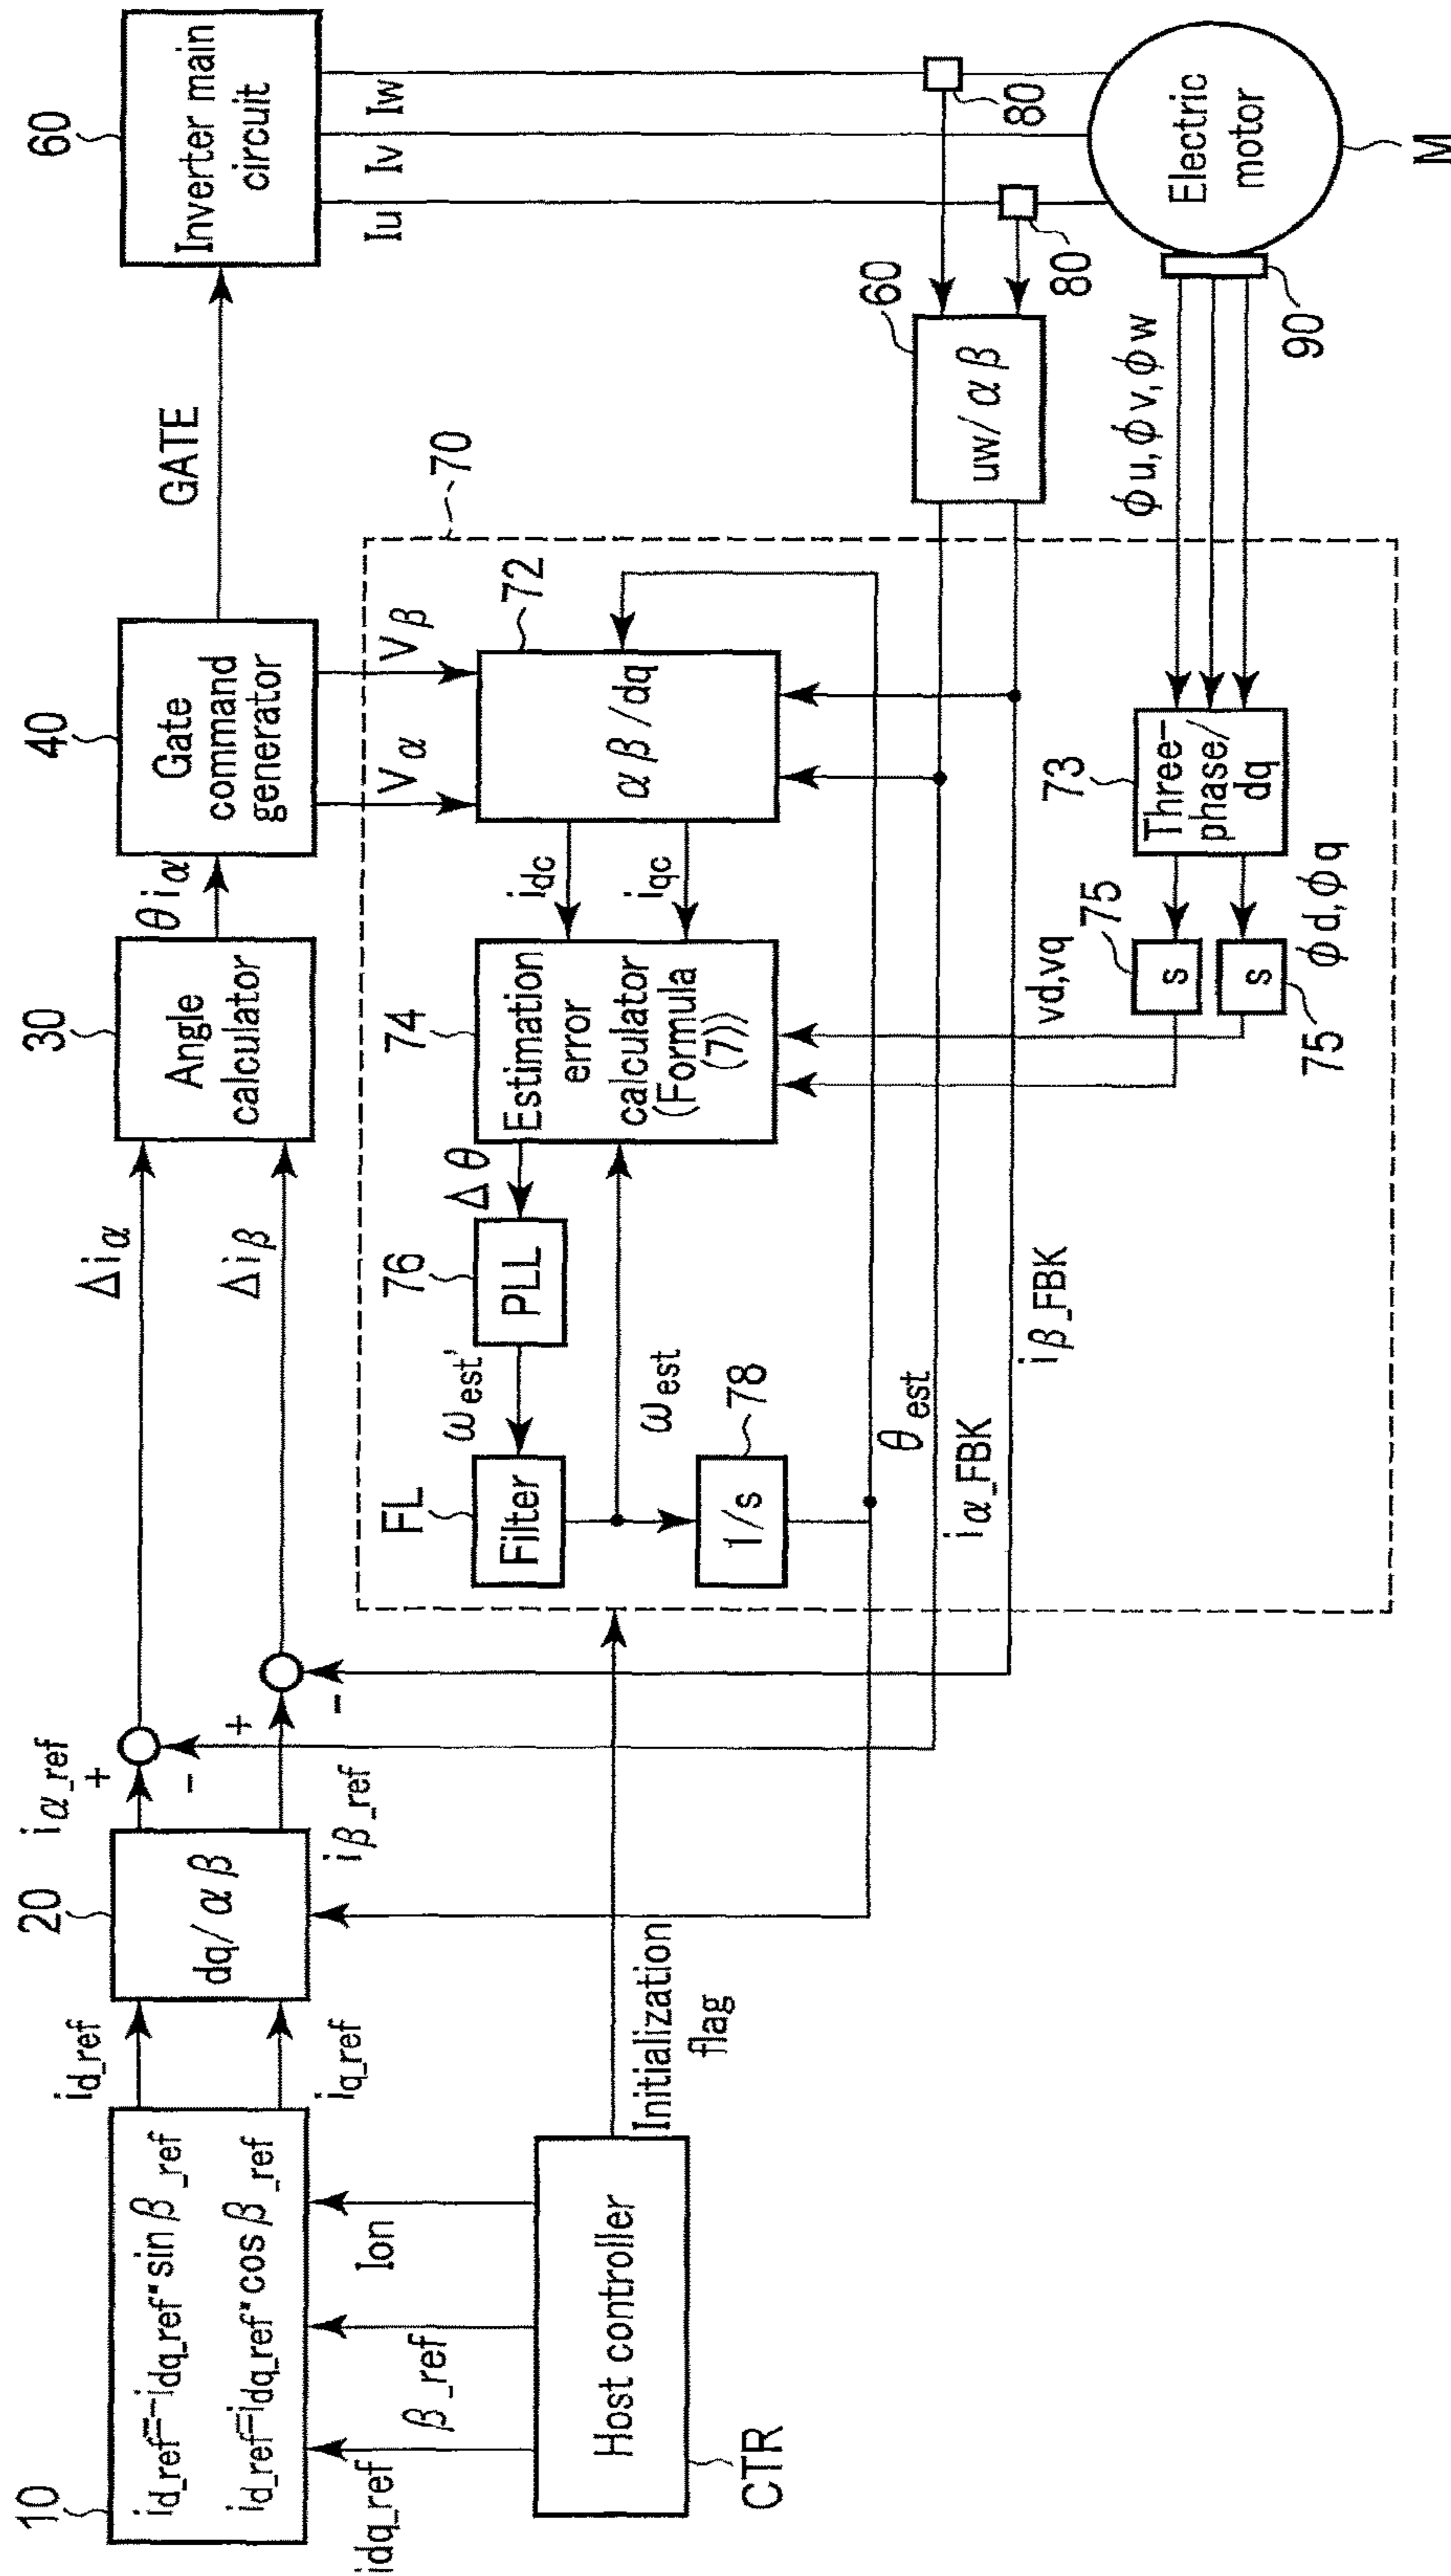 10
id_ref=-idq_ref*sinβ_ref
id_ref=idq_ref*cosβ_ref
id_ref
iq_ref
20
dq/αβ
iα_ref
iβ_ref
+
-
+
-
Δiα
Δiβ
30
Angle
calculator
θiα
40
Gate
command
generator
GATE
60
Inverter main
circuit
Iu
Iv
Iw
Vα
Vβ
idq_ref
β_ref
Ion
Host controller
CTR
Initialization
flag
70
FL
Filter
ωest'
76
PLL
Δθ
74
Estimation
error
calculator
(Formula
(7))
idc
iqc
72
αβ/dq
ωest
1/s
78
θest
iα_FBK
iβ_FBK
60
uw/αβ
80
80
Electric
motor
M
90
φu,φv,φw
73
Three-
phase/
dq
φd,φq
75
s
s
75
vd,vq